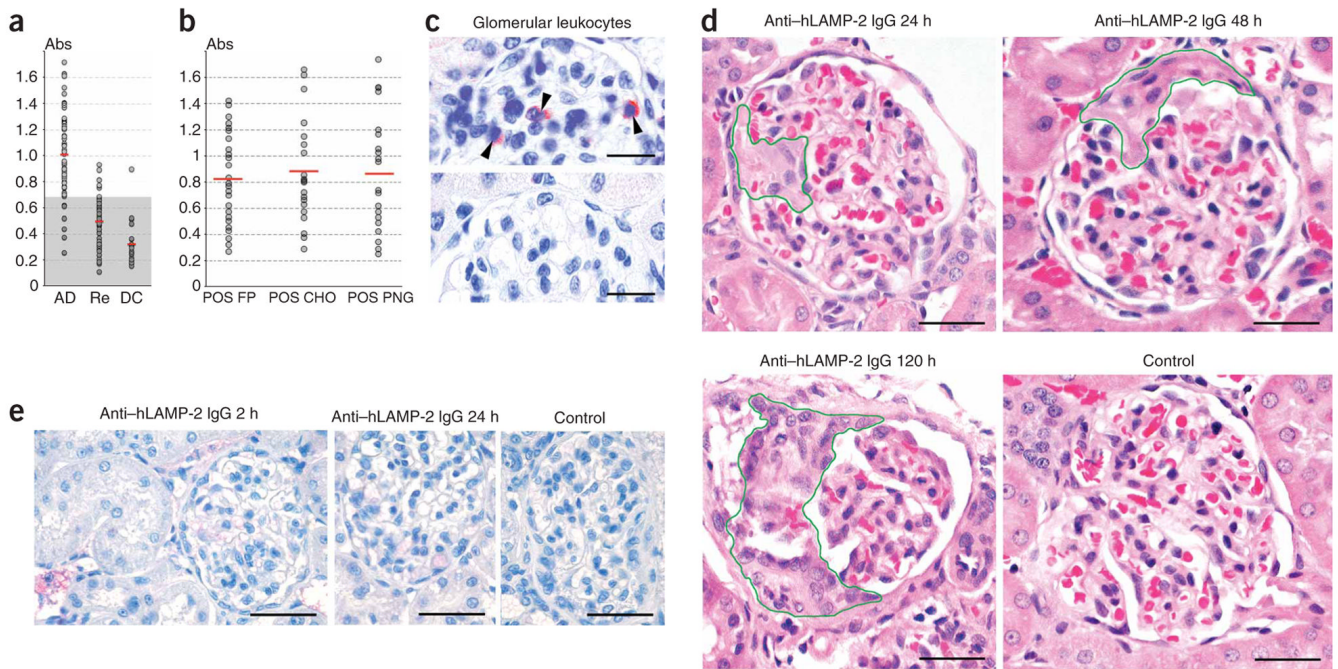 a
Abs
1.6
1.4
1.2
1.0
0.8
0.6
0.4
0.2
0
AD Re DC
b
Abs
1.6
1.4
1.2
1.0
0.8
0.6
0.4
0.2
0
POS FP POS CHO POS PNG
c
Glomerular leukocytes
d
Anti–hLAMP-2 IgG 24 h
Anti–hLAMP-2 IgG 48 h
Anti–hLAMP-2 IgG 120 h
Control
e
Anti–hLAMP-2 IgG 2 h
Anti–hLAMP-2 IgG 24 h
Control